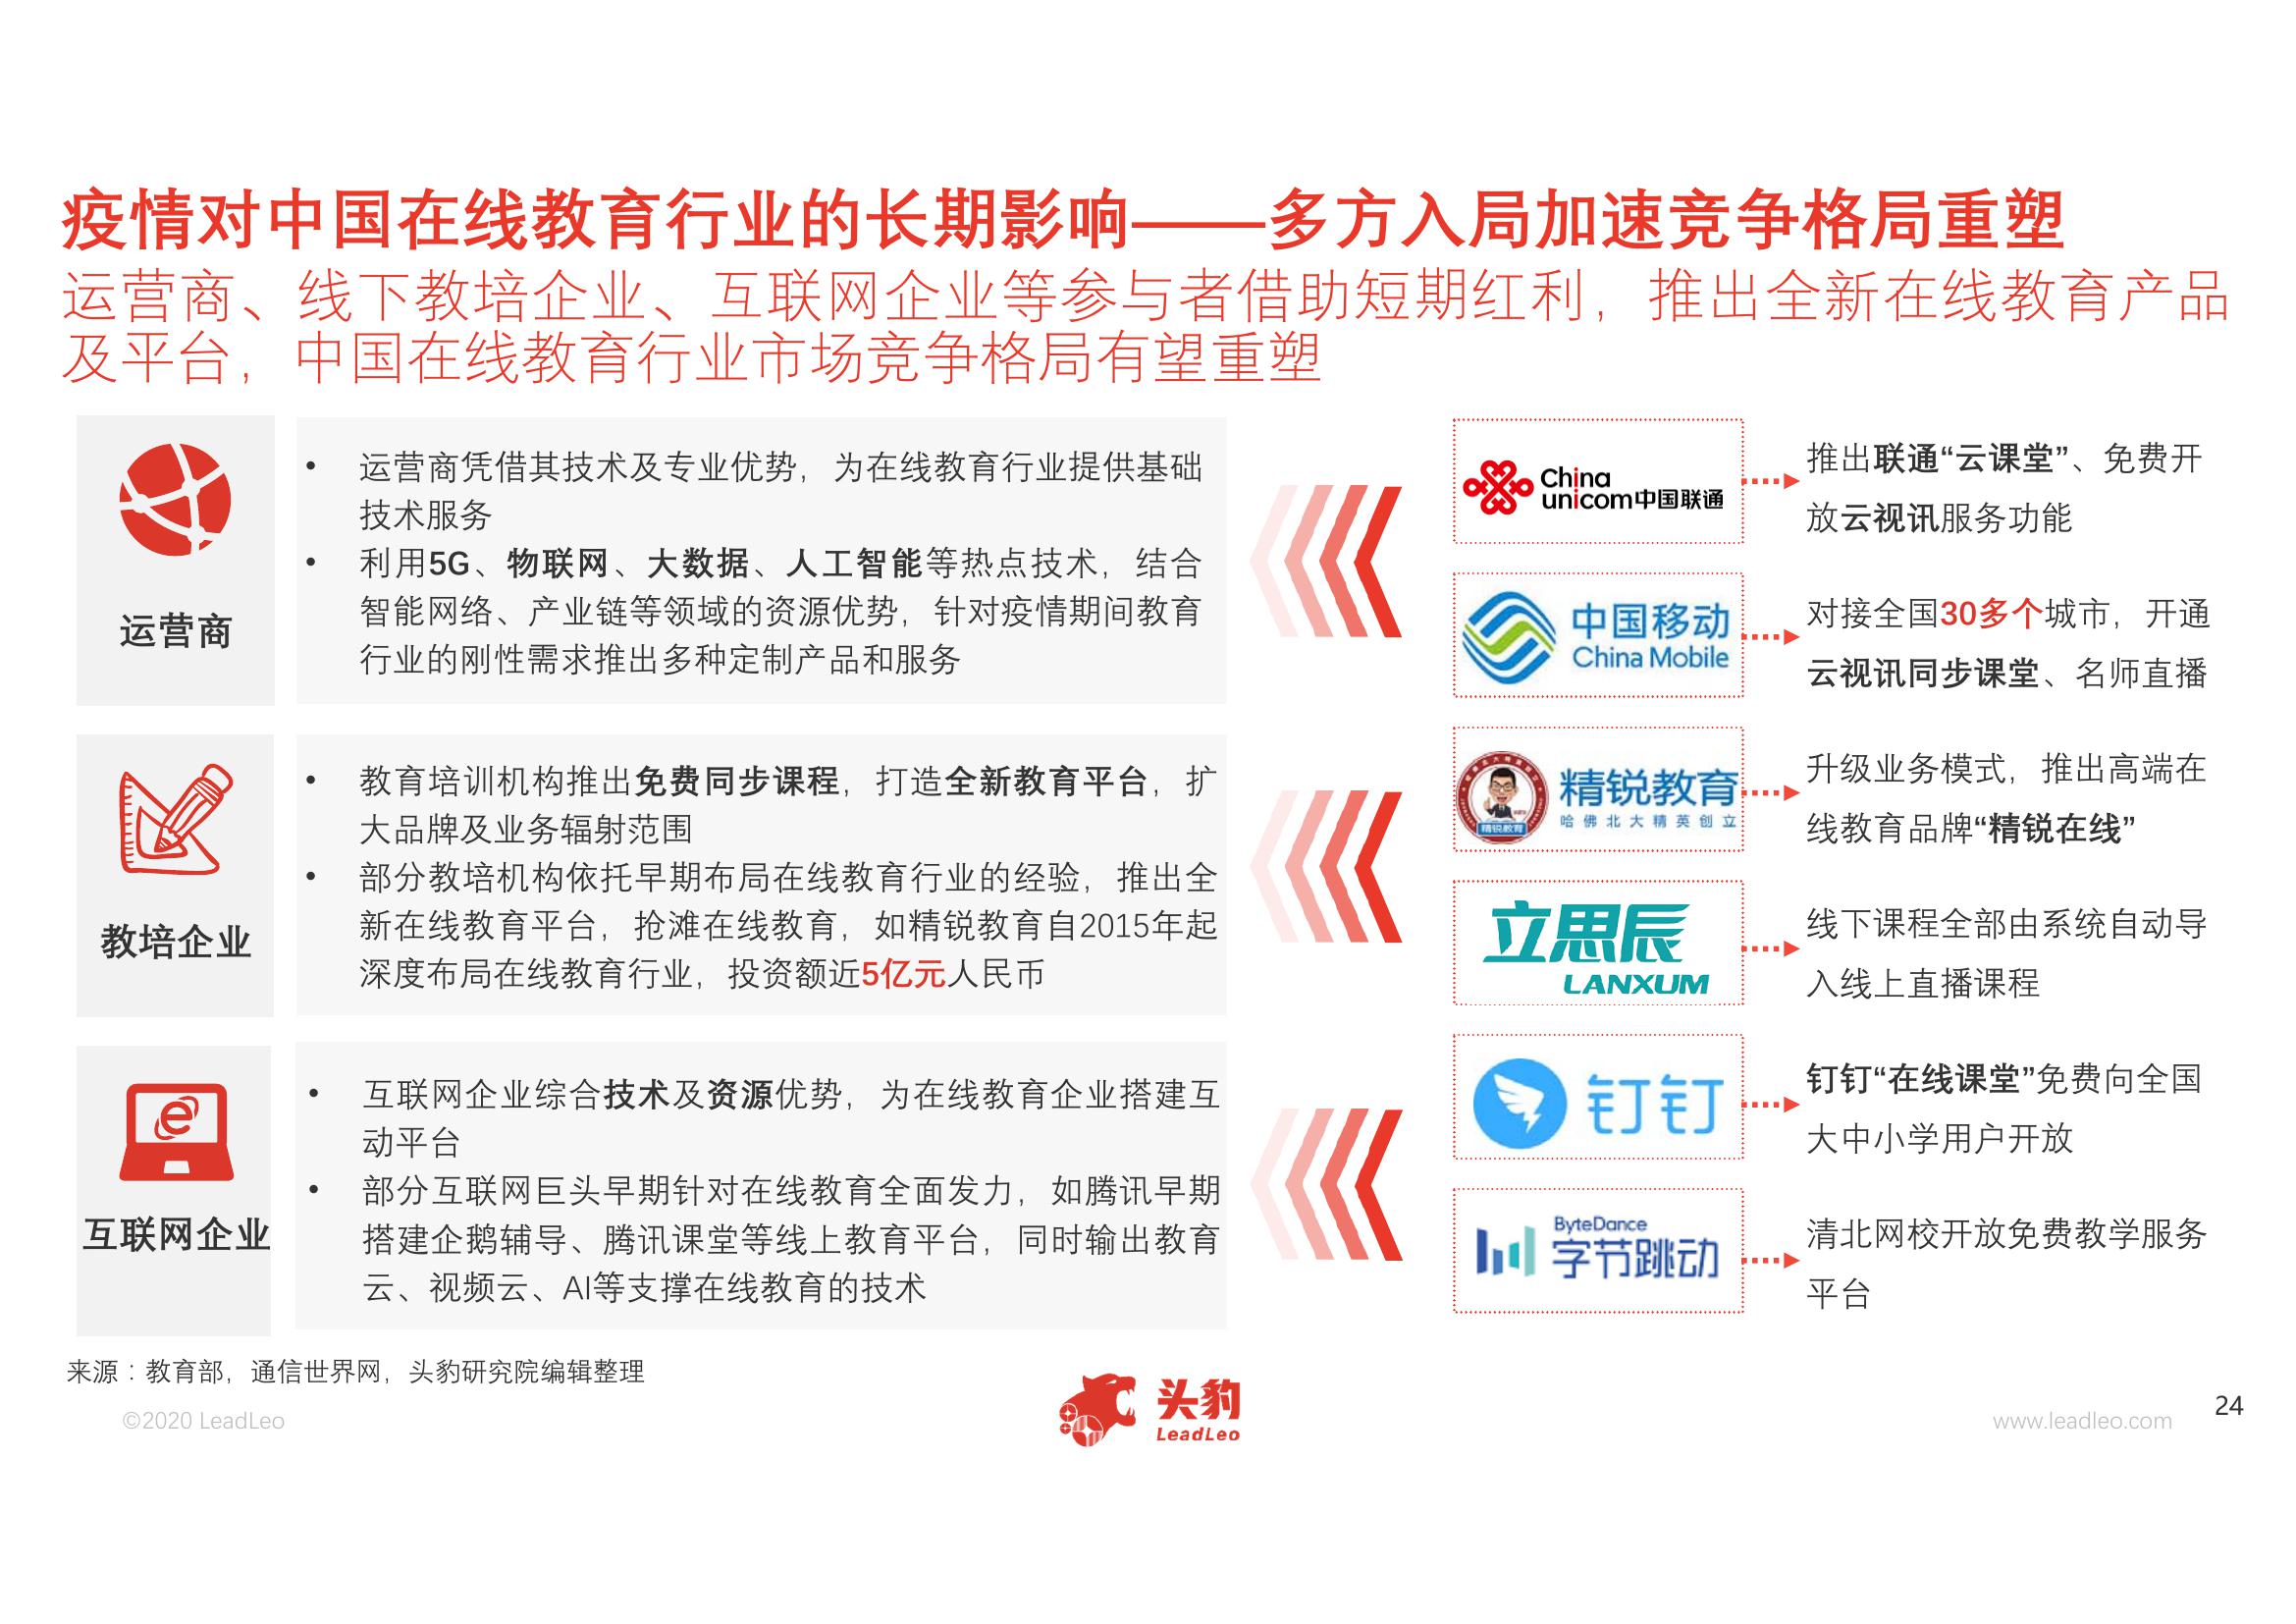 疫情对中国在线教育行业的长期影响——多方入局加速竞争格局重塑
运营商、线下教培企业、互联网企业等参与者借助短期红利，推出全新在线教育产品
及平台，中国在线教育行业市场竞争格局有望重塑
运营商
• 运营商凭借其技术及专业优势，为在线教育行业提供基础
技术服务
• 利用5G、物联网、大数据、人工智能等热点技术，结合
智能网络、产业链等领域的资源优势，针对疫情期间教育
行业的刚性需求推出多种定制产品和服务
China
unicom中国联通
推出联通“云课堂”、免费开
放云视讯服务功能
中国移动
China Mobile
对接全国30多个城市，开通
云视讯同步课堂、名师直播
教培企业
• 教育培训机构推出免费同步课程，打造全新教育平台，扩
大品牌及业务辐射范围
• 部分教培机构依托早期布局在线教育行业的经验，推出全
新在线教育平台，抢滩在线教育，如精锐教育自2015年起
深度布局在线教育行业，投资额近5亿元人民币
精锐教育
精锐教育
哈佛北大精英创立
升级业务模式，推出高端在
线教育品牌“精锐在线”
立思辰
LANXUM
线下课程全部由系统自动导
入线上直播课程
互联网企业
• 互联网企业综合技术及资源优势，为在线教育企业搭建互
动平台
• 部分互联网巨头早期针对在线教育全面发力，如腾讯早期
搭建企鹅辅导、腾讯课堂等线上教育平台，同时输出教育
云、视频云、AI等支撑在线教育的技术
钉钉
钉钉“在线课堂”免费向全国
大中小学用户开放
ByteDance
字节跳动
清北网校开放免费教学服务
平台
来源：教育部，通信世界网，头豹研究院编辑整理
©2020 LeadLeo
头豹
LeadLeo
www.leadleo.com
24